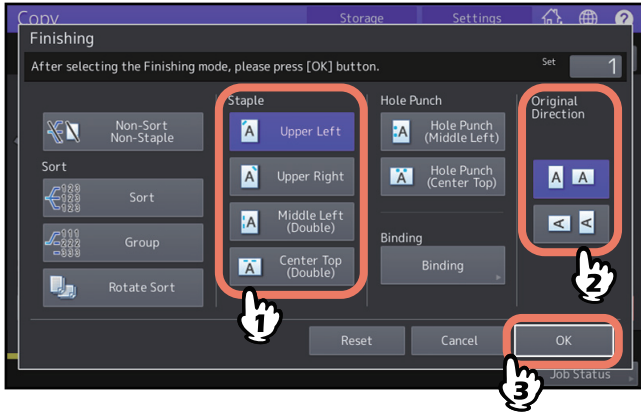 Copy
Storage
Settings
?
Finishing
After selecting the Finishing mode, please press [OK] button.
Set
1
Non-Sort
Non-Staple
Sort
Sort
Group
Rotate Sort
Staple
Upper Left
Upper Right
Middle Left
(Double)
Center Top
(Double)
1
Hole Punch
Hole Punch
(Middle Left)
Hole Punch
(Center Top)
Binding
Binding
Original
Direction
A A
A A
2
Reset
Cancel
OK
3
Job Status